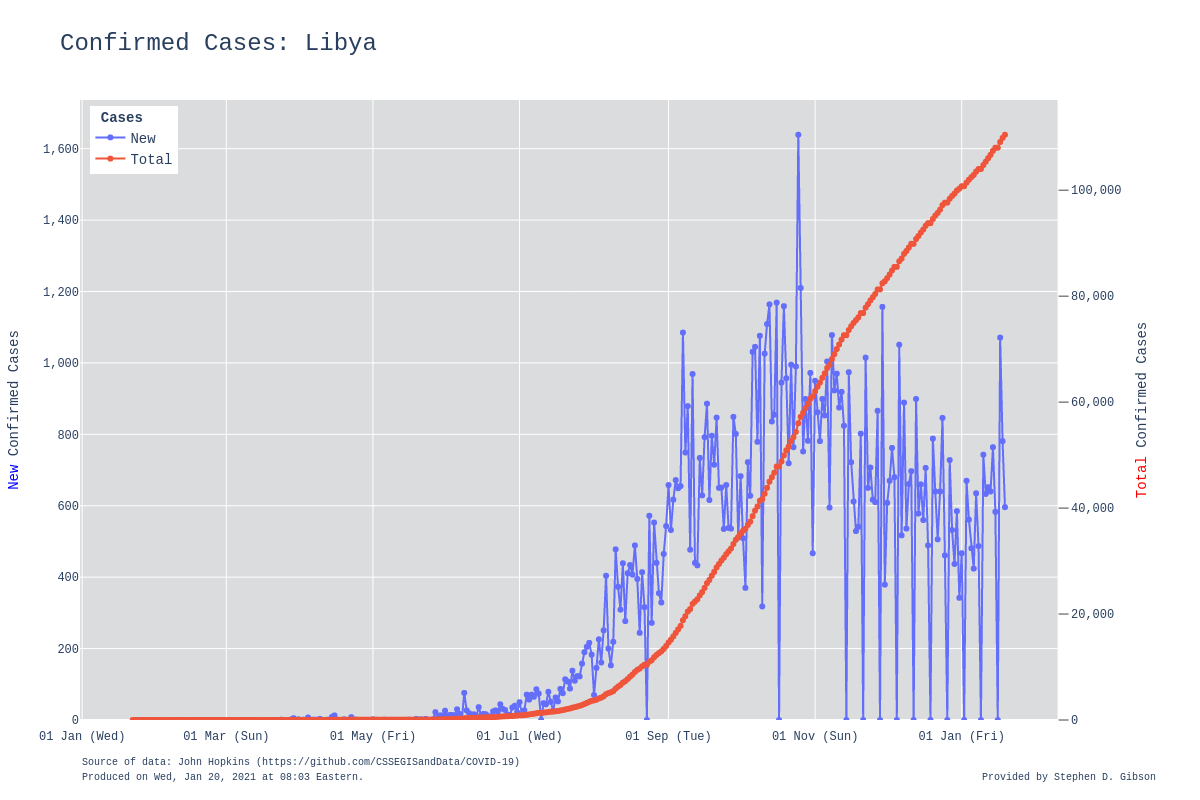 Confirmed Cases: Libya
Cases
New
Total
1,600
1,400
1,200
1,000
800
600
400
200
0
100,000
80,000
60,000
40,000
20,000
0
New Confirmed Cases
Total Confirmed Cases
01 Jan (Wed) 01 Mar (Sun) 01 May (Fri) 01 Jul (Wed) 01 Sep (Tue) 01 Nov (Sun) 01 Jan (Fri)
Source of data: John Hopkins (https://github.com/CSSEGISandData/COVID-19)
Produced on Wed, Jan 20, 2021 at 08:03 Eastern.
Provided by Stephen D. Gibson